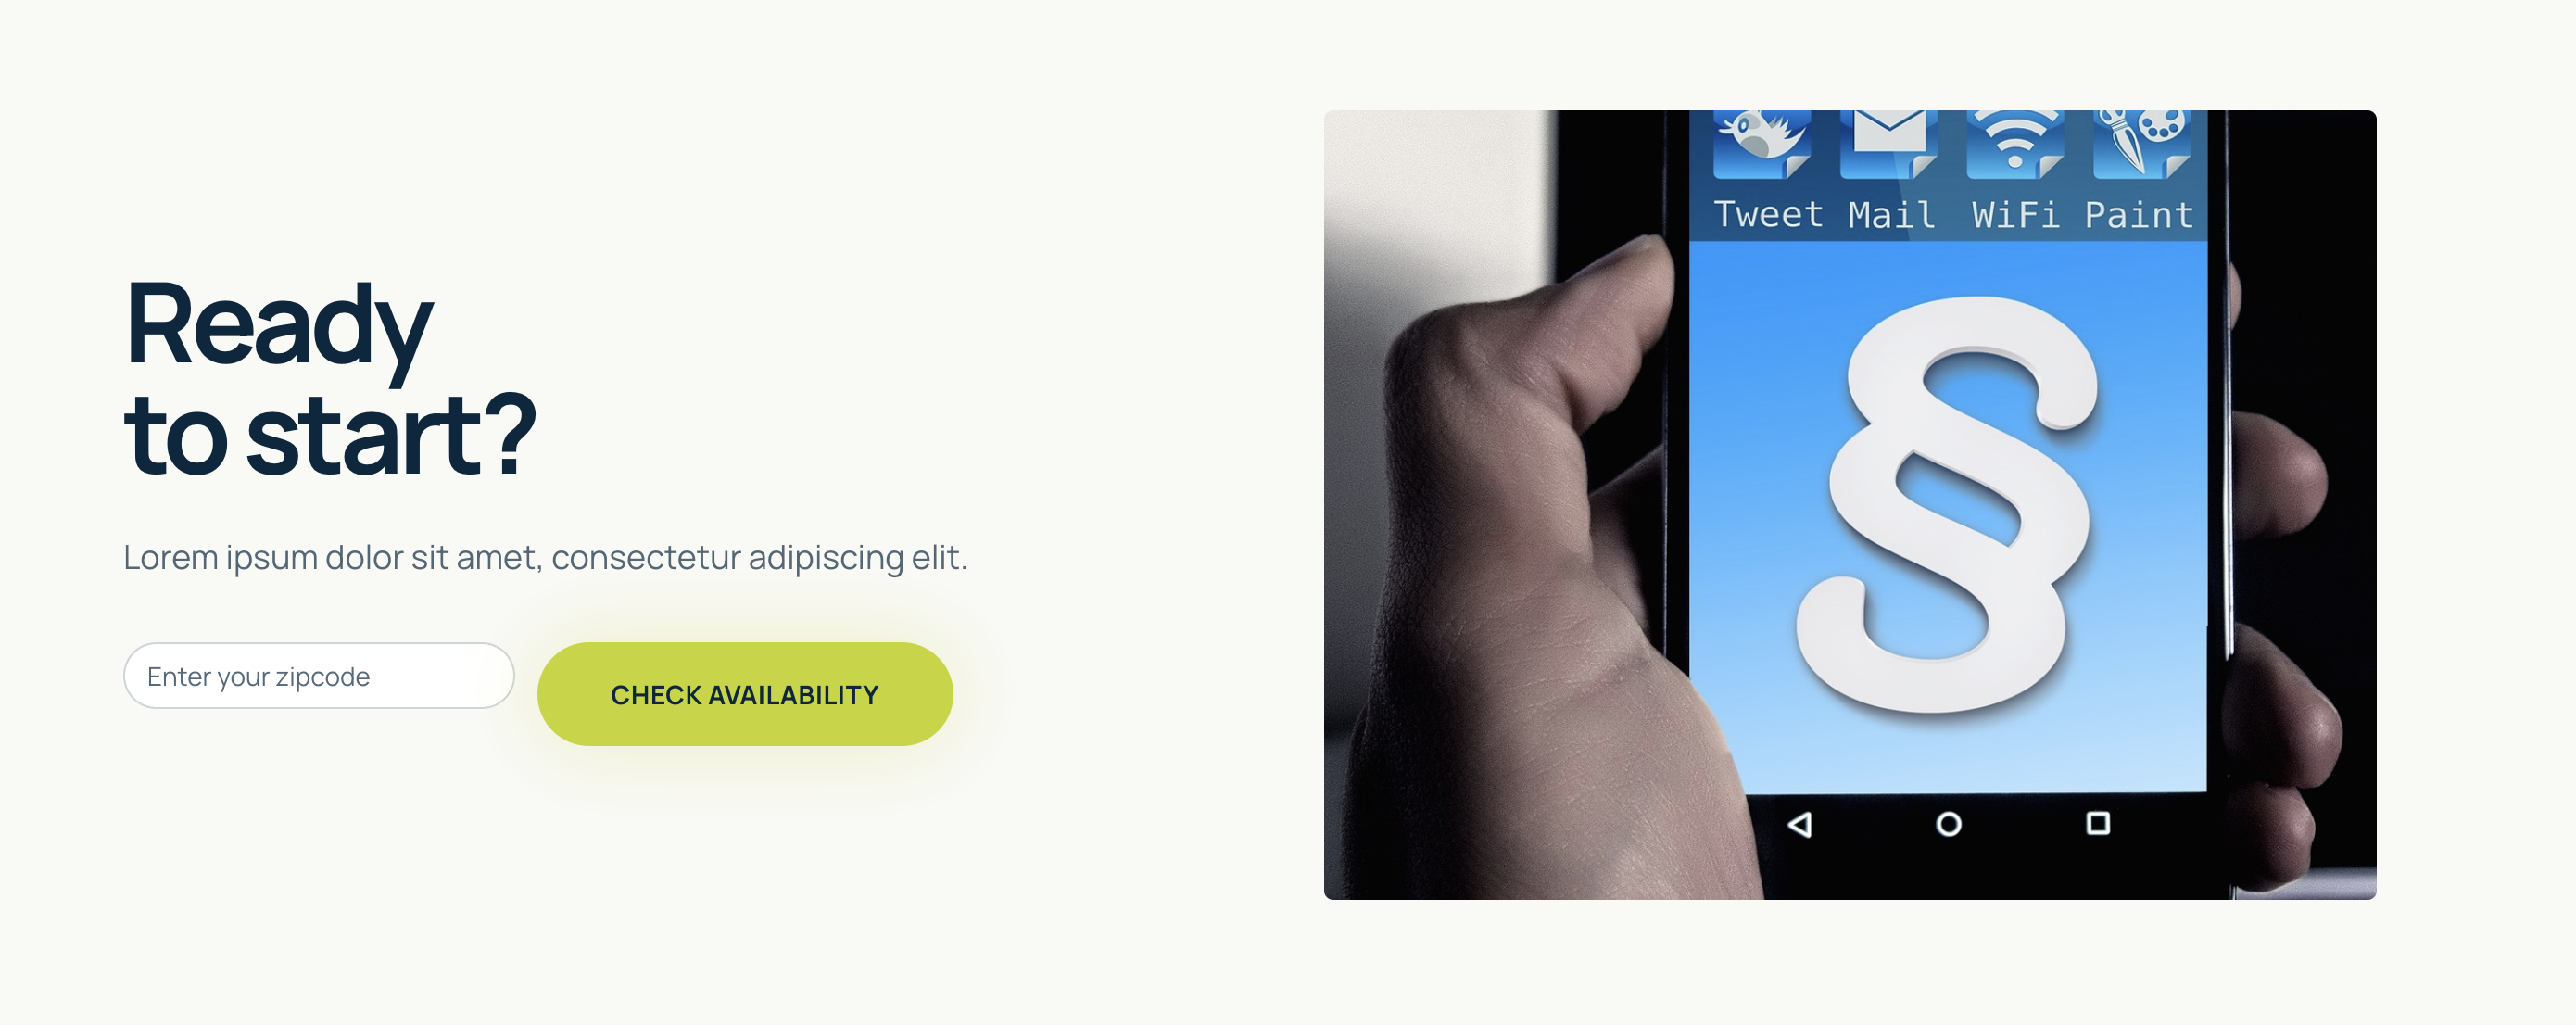 Ready
to start?
Lorem ipsum dolor sit amet, consectetur adipiscing elit.
Enter your zipcode
CHECK AVAILABILITY
Tweet Mail WiFi Paint
§